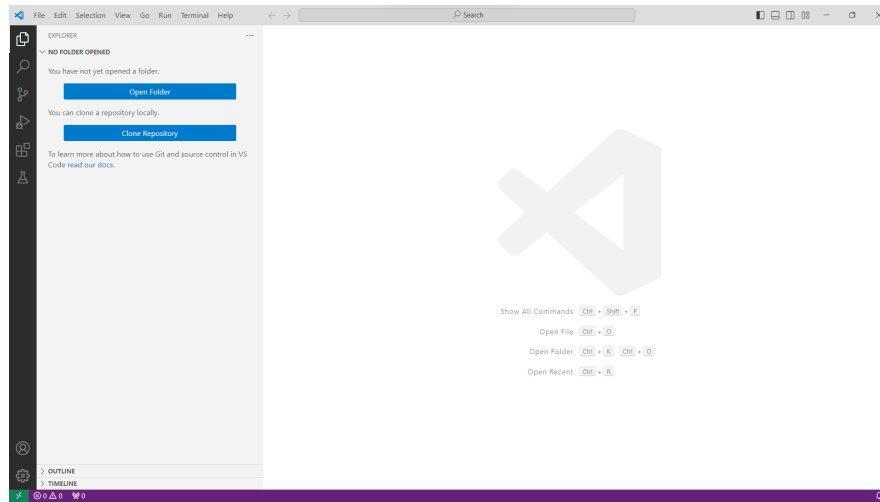 File Edit Selection View Go Run Terminal Help
Search
EXPLORER
NO FOLDER OPENED
You have not yet opened a folder.
Open Folder
You can clone a repository locally.
Clone Repository
To learn more about how to use Git and source control in VS
Code read our docs.
Show All Commands Ctrl + Shift + P
Open File Ctrl + O
Open Folder Ctrl + K Ctrl + O
Open Recent Ctrl + R
OUTLINE
TIMELINE
0 0 0